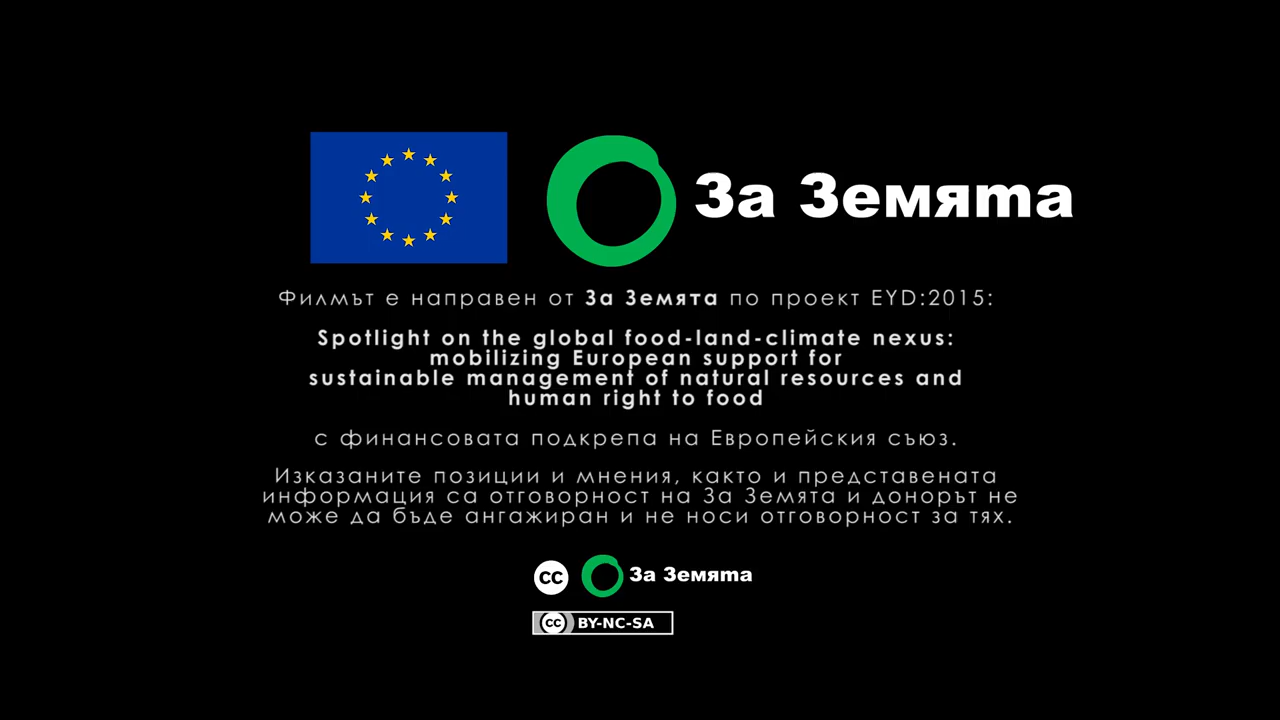 За Земята
Филмът е направен от За Земята по проект EYD:2015:
Spotlight on the global food-land-climate nexus:
mobilizing European support for
sustainable management of natural resources and
human right to food
с финансовата подкрепа на Европейския съюз.
Изказаните позиции и мнения, както и представената
информация са отговорност на За Земята и донорът не
може да бъде ангажиран и не носи отговорност за тях.
cc За Земята
cc BY-NC-SA